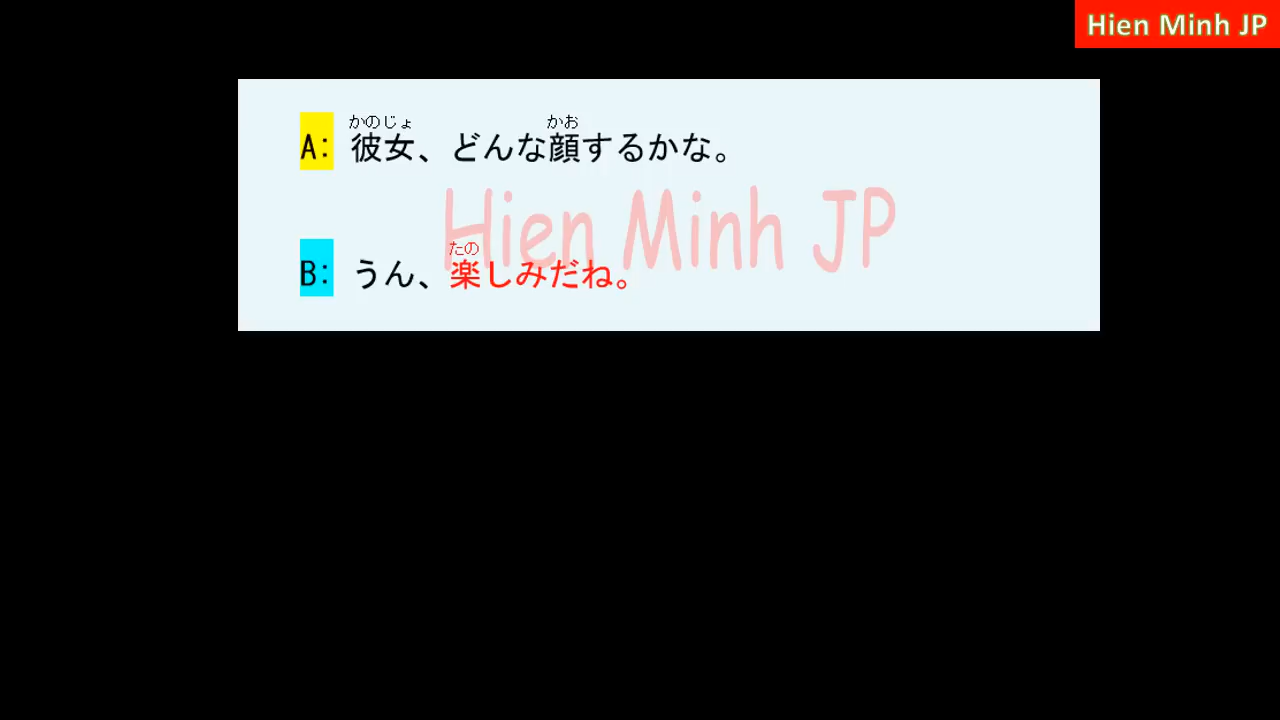 Hien Minh JP
かのじょ かお
A: 彼女、どんな顔するかな。
Hien Minh JP
たの
B: うん、楽しみだね。